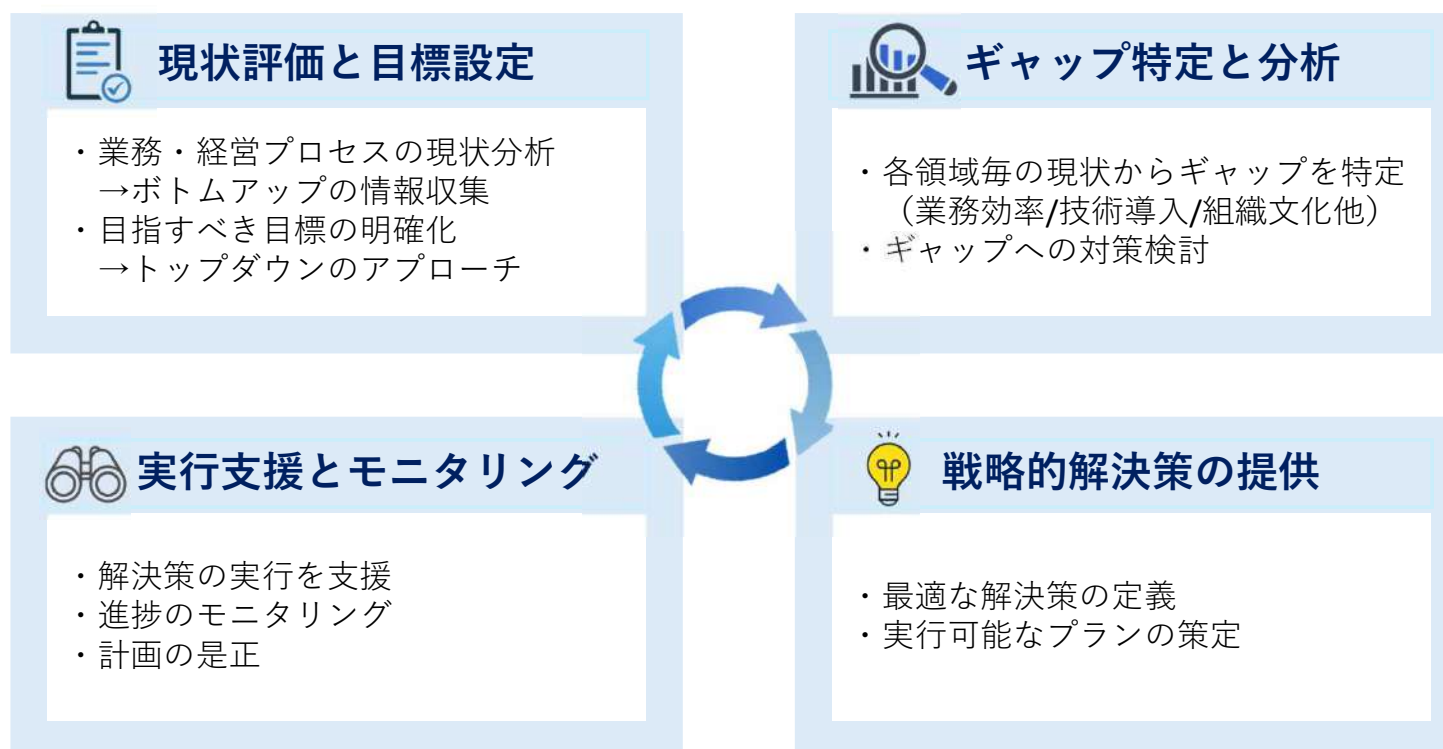 現状評価と目標設定
・業務・経営プロセスの現状分析
→ボトムアップの情報収集
・目指すべき目標の明確化
→トップダウンのアプローチ
ギャップ特定と分析
・各領域毎の現状からギャップを特定
（業務効率/技術導入/組織文化他）
・ギャップへの対策検討
実行支援とモニタリング
・解決策の実行を支援
・進捗のモニタリング
・計画の是正
戦略的解決策の提供
・最適な解決策の定義
・実行可能なプランの策定